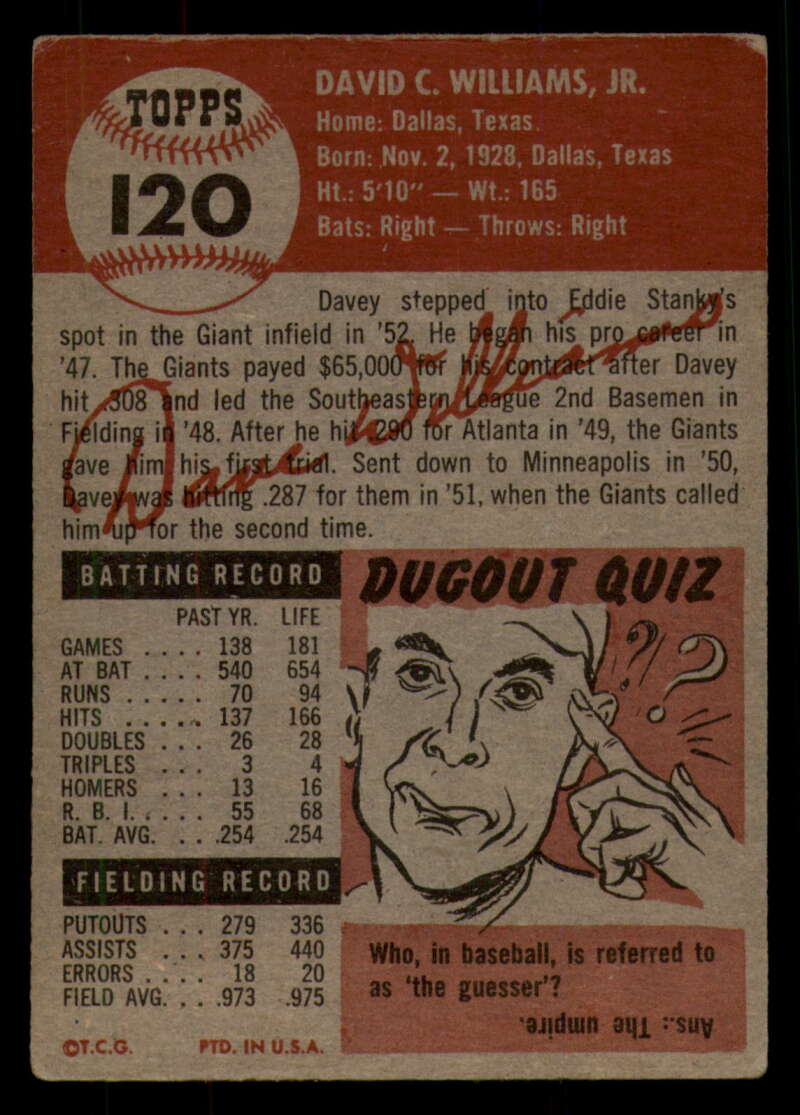 TOPPS
120
DAVID C. WILLIAMS, JR.
Home: Dallas, Texas.
Born: Nov. 2, 1928, Dallas, Texas
Ht.: 5'10" — Wt.: 165
Bats: Right — Throws: Right
Davey stepped into Eddie Stanky's
spot in the Giant infield in '52. He began his pro career in
'47. The Giants payed $65,000 for his contract after Davey
hit .308 and led the Southeastern League 2nd Basemen in
Fielding in '48. After he hit .290 for Atlanta in '49, the Giants
gave him his first trial. Sent down to Minneapolis in '50,
Davey was hitting .287 for them in '51, when the Giants called
him up for the second time.
Dave Williams
BATTING RECORD
PAST YR. LIFE
GAMES .... 138 181
AT BAT .... 540 654
RUNS ..... 70 94
HITS ..... 137 166
DOUBLES ... 26 28
TRIPLES ... 3 4
HOMERS ... 13 16
R. B. I. .... 55 68
BAT. AVG. ... .254 .254
FIELDING RECORD
PUTOUTS ... 279 336
ASSISTS ... 375 440
ERRORS .... 18 20
FIELD AVG. ... .973 .975
©T.C.G. PTD. IN U.S.A.
DUGOUT QUIZ
?/?
Who, in baseball, is referred to
as 'the guesser'?
Ans.: The umpire.